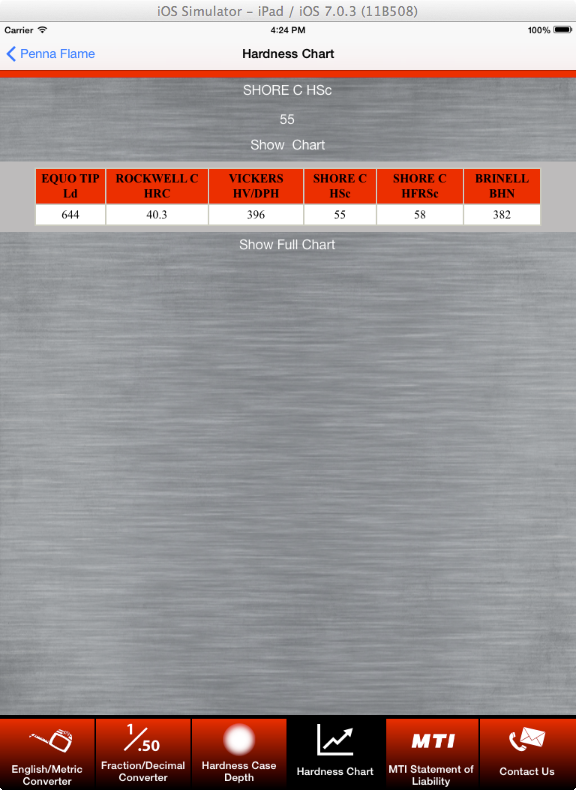 iOS Simulator – iPad / iOS 7.0.3 (11B508)
Carrier 4:24 PM 100%
Penna Flame Hardness Chart
SHORE C HSc
55
Show Chart
EQUO TIP ROCKWELL C VICKERS SHORE C SHORE C BRINELL
Ld HRC HV/DPH HSc HFRSc BHN
644 40.3 396 55 58 382
Show Full Chart
1/.50
MTI
English/Metric Converter
Fraction/Decimal Converter
Hardness Case Depth
Hardness Chart
MTI Statement of Liability
Contact Us